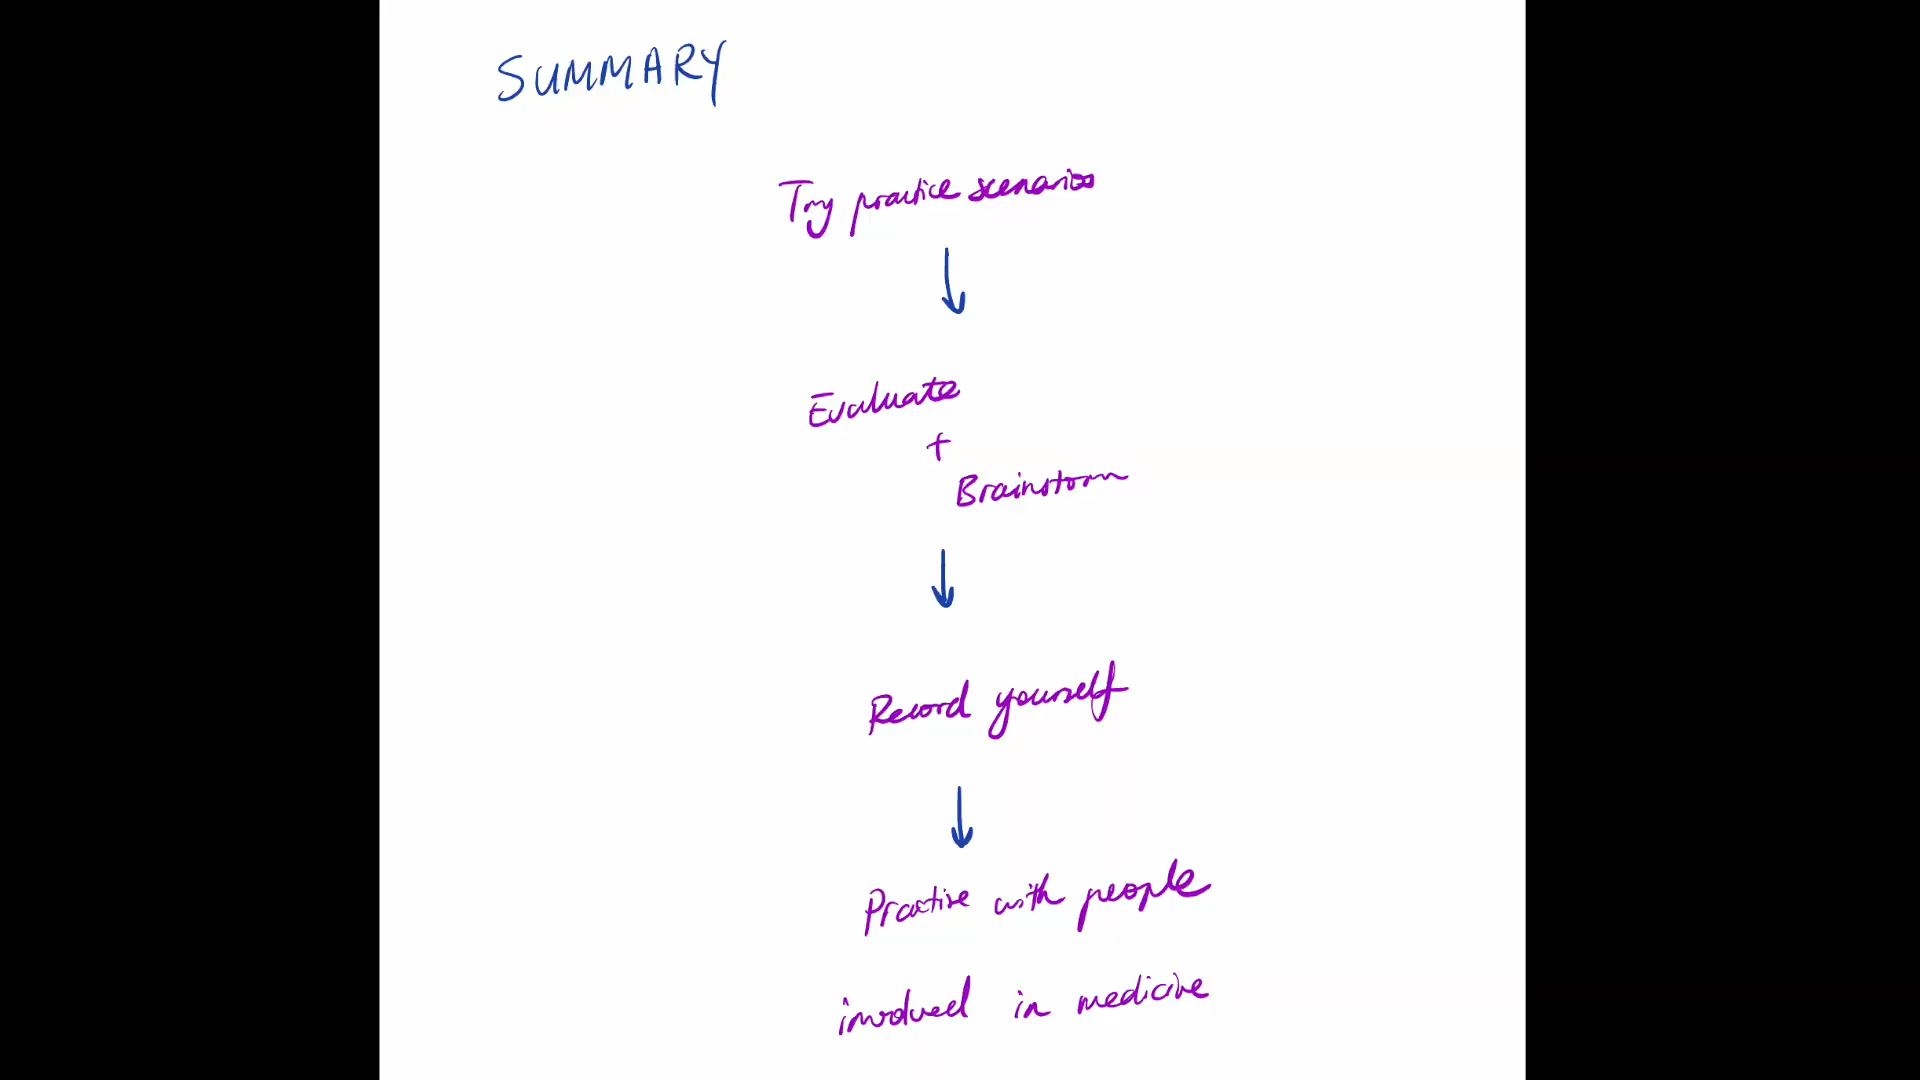 SUMMARY
Try practice scenarios
Evaluate
+
Brainstorm
Record yourself
Practise with people
involved in medicine